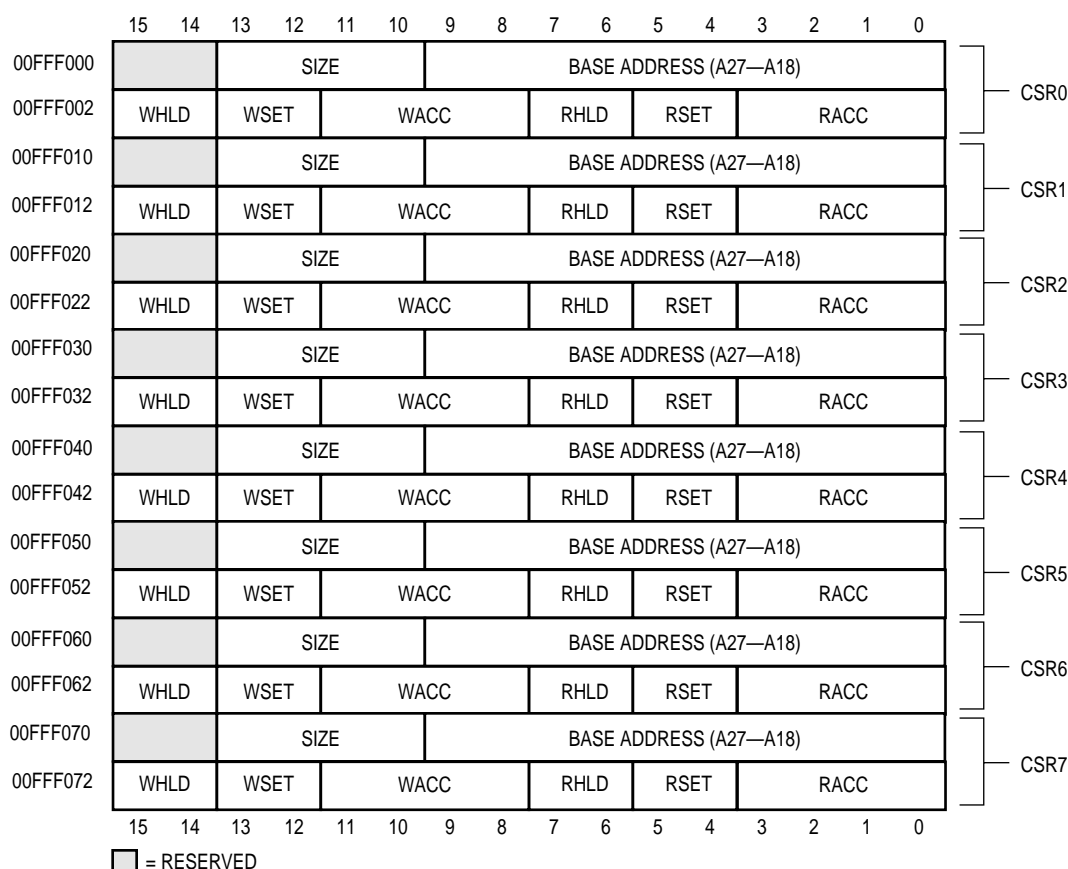 15 14 13 12 11 10 9 8 7 6 5 4 3 2 1 0
00FFF000 SIZE BASE ADDRESS (A27—A18)
CSR0
00FFF002 WHLD WSET WACC RHLD RSET RACC
00FFF010 SIZE BASE ADDRESS (A27—A18)
CSR1
00FFF012 WHLD WSET WACC RHLD RSET RACC
00FFF020 SIZE BASE ADDRESS (A27—A18)
CSR2
00FFF022 WHLD WSET WACC RHLD RSET RACC
00FFF030 SIZE BASE ADDRESS (A27—A18)
CSR3
00FFF032 WHLD WSET WACC RHLD RSET RACC
00FFF040 SIZE BASE ADDRESS (A27—A18)
CSR4
00FFF042 WHLD WSET WACC RHLD RSET RACC
00FFF050 SIZE BASE ADDRESS (A27—A18)
CSR5
00FFF052 WHLD WSET WACC RHLD RSET RACC
00FFF060 SIZE BASE ADDRESS (A27—A18)
CSR6
00FFF062 WHLD WSET WACC RHLD RSET RACC
00FFF070 SIZE BASE ADDRESS (A27—A18)
CSR7
00FFF072 WHLD WSET WACC RHLD RSET RACC
15 14 13 12 11 10 9 8 7 6 5 4 3 2 1 0
= RESERVED